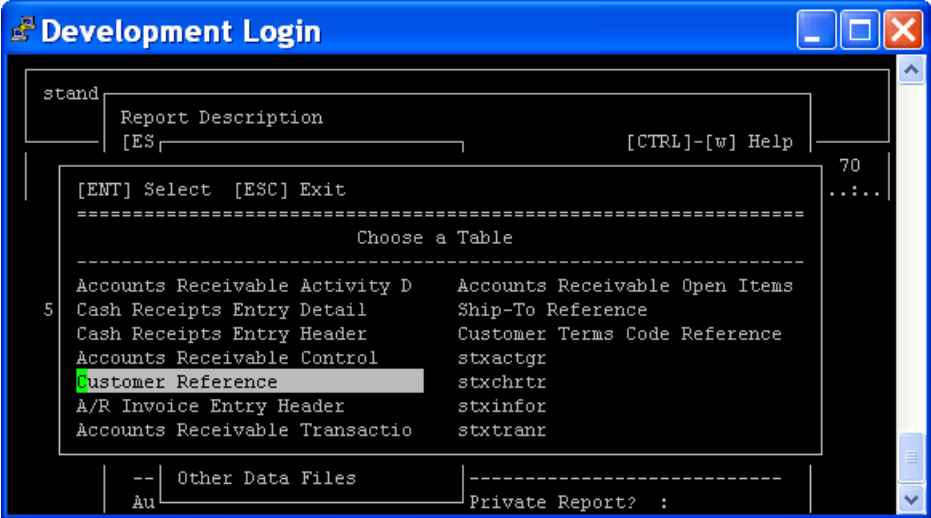 Development Login
stand
Report Description
[ES [CTRL]-[w] Help
70
[ENT] Select [ESC] Exit
..:..
=================================================================
Choose a Table
-----------------------------------------------------------------
Accounts Receivable Activity D Accounts Receivable Open Items
5 Cash Receipts Entry Detail Ship-To Reference
Cash Receipts Entry Header Customer Terms Code Reference
Accounts Receivable Control stxactgr
Customer Reference stxchrtr
A/R Invoice Entry Header stxinfor
Accounts Receivable Transactio stxtranr
-- Other Data Files ----------------------------
Au Private Report? :